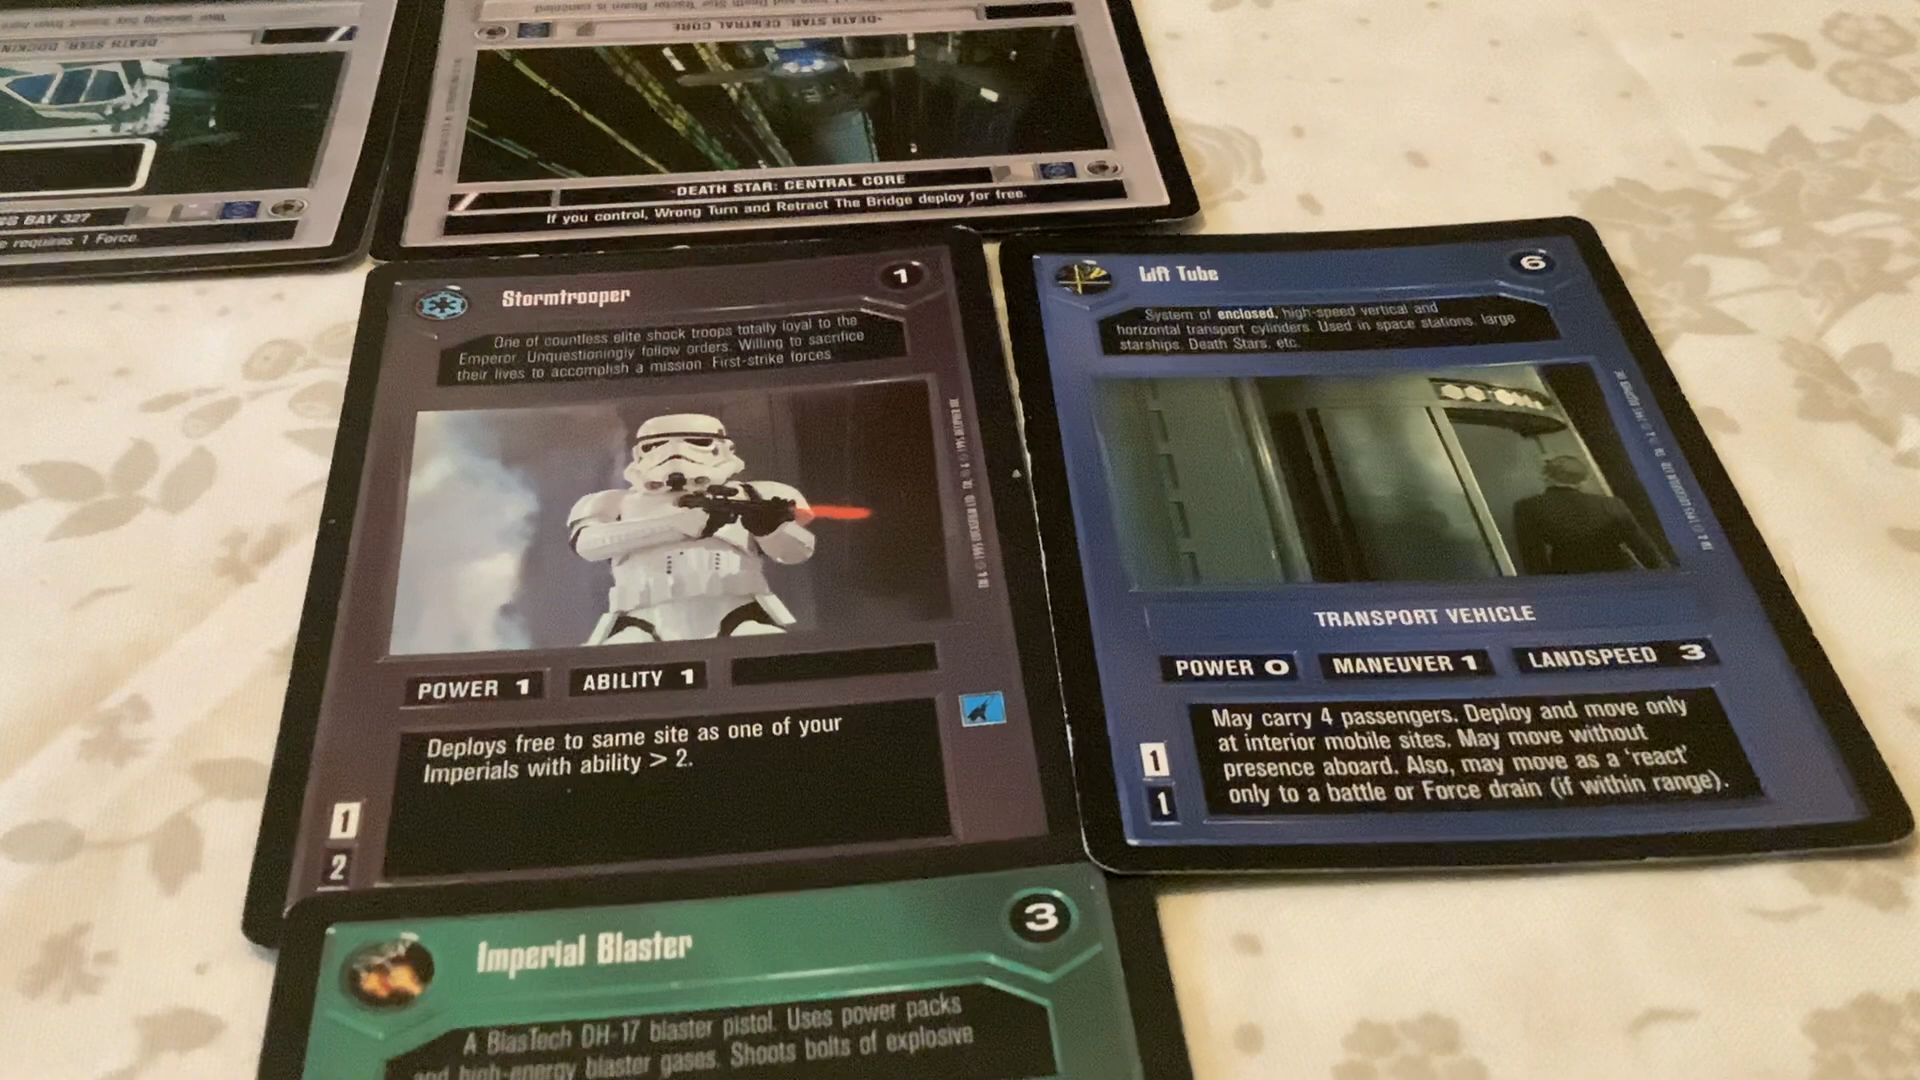 -DEATH STAR: CENTRAL CORE
DEATH STAR: CENTRAL CORE
If you control, Wrong Turn and Retract The Bridge deploy for free.
BAY 327
requires 1 Force.
Stormtrooper
1
One of countless elite shock troops totally loyal to the
Emperor. Unquestioningly follow orders. Willing to sacrifice
their lives to accomplish a mission. First-strike forces
POWER 1
ABILITY 1
Deploys free to same site as one of your
Imperials with ability > 2.
1
2
Lift Tube
6
System of enclosed, high-speed vertical and
horizontal transport cylinders. Used in space stations, large
starships, Death Stars, etc.
TRANSPORT VEHICLE
POWER 0
MANEUVER 1
LANDSPEED 3
May carry 4 passengers. Deploy and move only
at interior mobile sites. May move without
presence aboard. Also, may move as a 'react'
only to a battle or Force drain (if within range).
1
1
Imperial Blaster
3
A BlasTech DH-17 blaster pistol. Uses power packs
and high-energy blaster gases. Shoots bolts of explosive